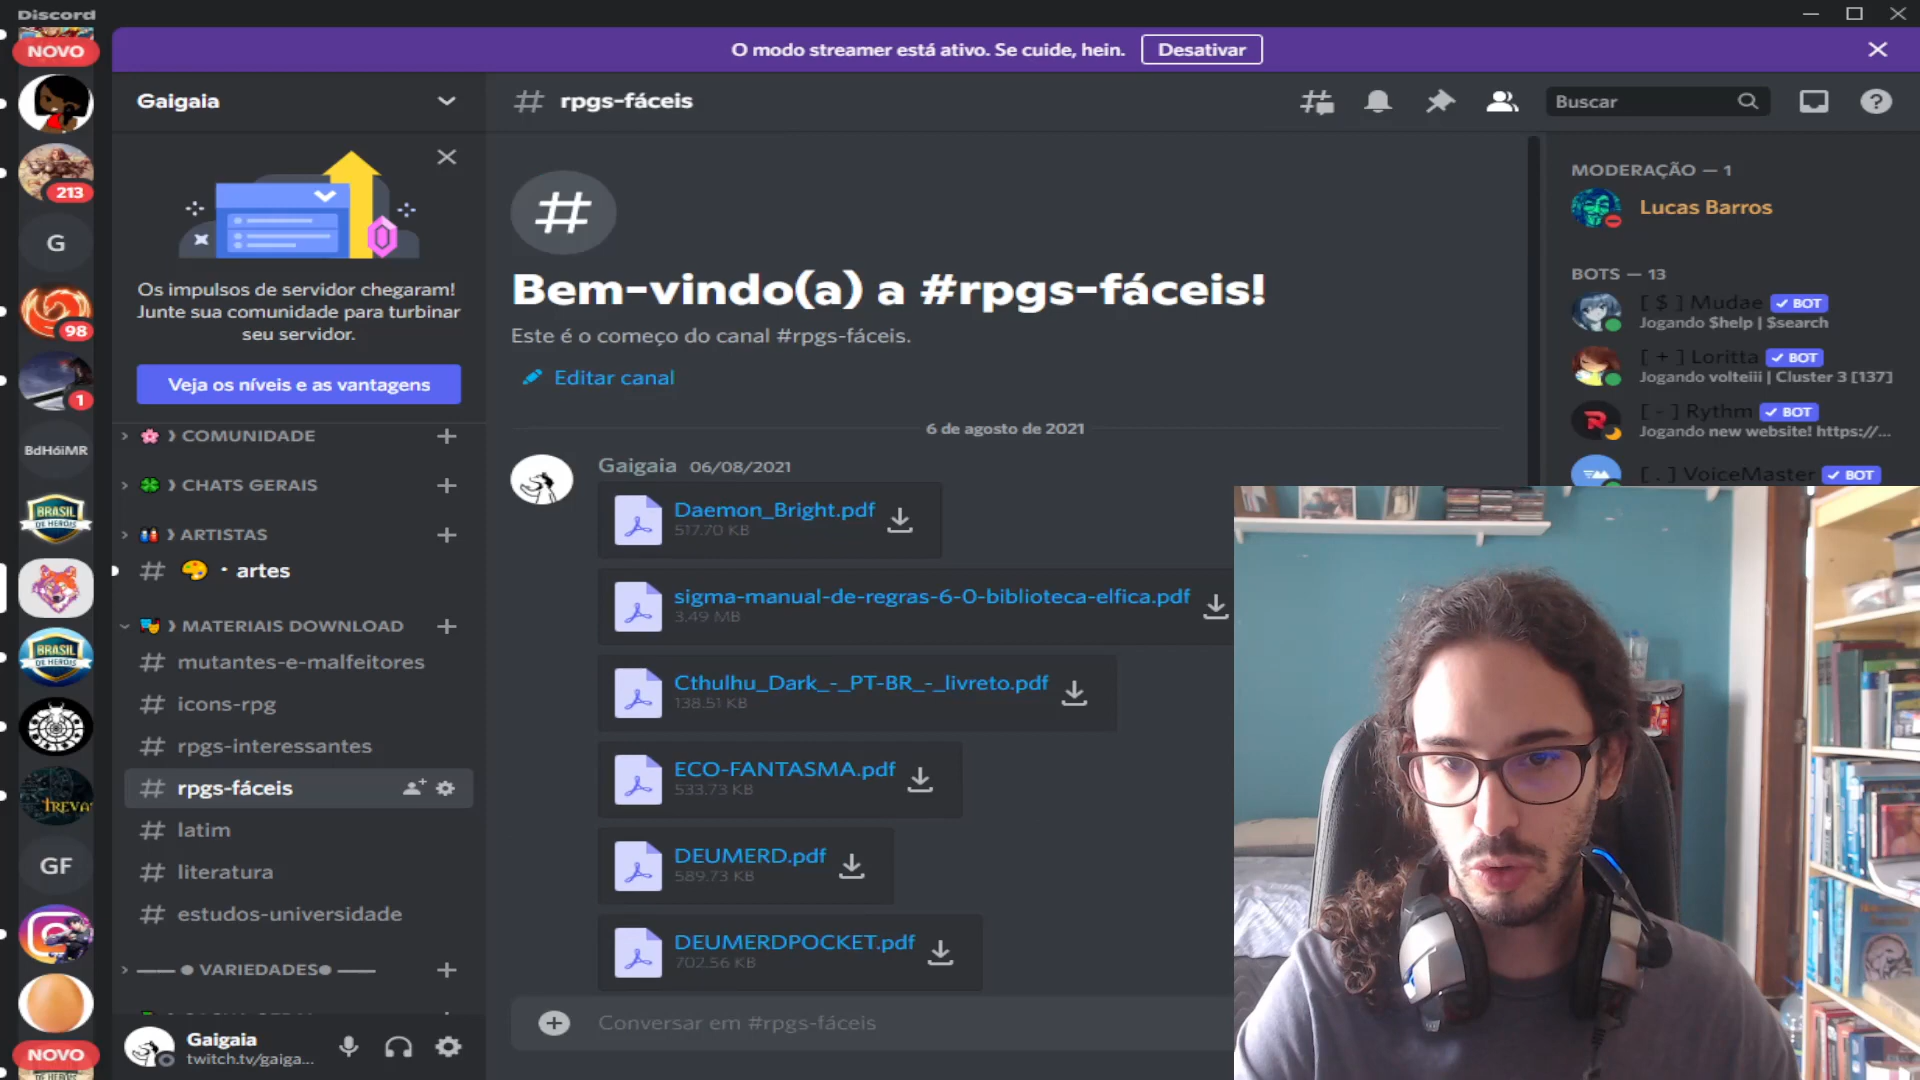 Discord
O modo streamer está ativo. Se cuide, hein.
Desativar
NOVO
213
G
98
1
BdHóiMR
BRASIL
DE HERÓIS
BRASIL
DE HERÓIS
TREVAS
GF
NOVO
Gaigaia
Os impulsos de servidor chegaram!
Junte sua comunidade para turbinar
seu servidor.
Veja os níveis e as vantagens
COMUNIDADE
CHATS GERAIS
ARTISTAS
# · artes
MATERIAIS DOWNLOAD
# mutantes-e-malfeitores
# icons-rpg
# rpgs-interessantes
# rpgs-fáceis
# latim
# literatura
# estudos-universidade
VARIEDADES
Gaigaia
twitch.tv/gaiga...
# rpgs-fáceis
Buscar
#
Bem-vindo(a) a #rpgs-fáceis!
Este é o começo do canal #rpgs-fáceis.
Editar canal
6 de agosto de 2021
Gaigaia 06/08/2021
Daemon_Bright.pdf
517.70 KB
sigma-manual-de-regras-6-0-biblioteca-elfica.pdf
3.49 MB
Cthulhu_Dark_-_PT-BR_-_livreto.pdf
138.51 KB
ECO-FANTASMA.pdf
533.73 KB
DEUMERD.pdf
589.73 KB
DEUMERDPOCKET.pdf
702.56 KB
Conversar em #rpgs-fáceis
MODERAÇÃO — 1
Lucas Barros
BOTS — 13
[ $ ] Mudae BOT
Jogando $help | $search
[ + ] Loritta BOT
Jogando volteiii | Cluster 3 [137]
[ - ] Rythm BOT
Jogando new website! https://...
[ . ] VoiceMaster BOT